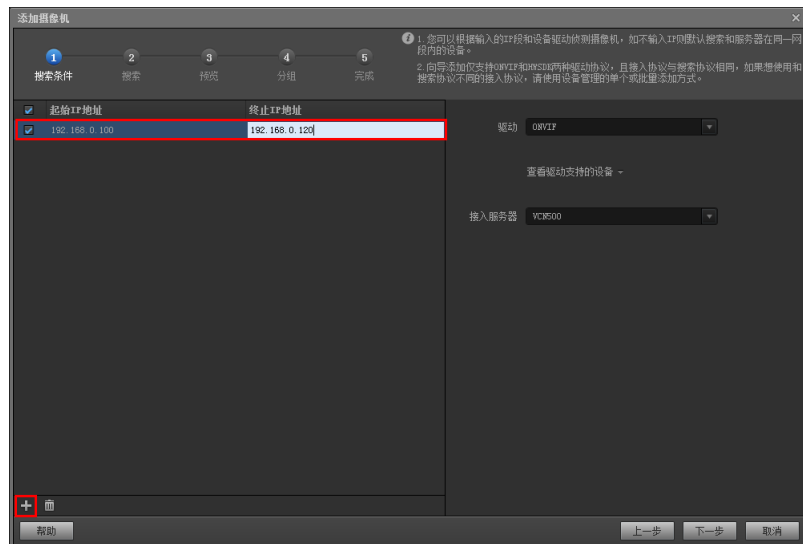 添加摄像机
1 2 3 4 5
搜索条件 搜索 预览 分组 完成
1.您可以根据输入的IP段和设备驱动侦测摄像机，如不输入IP则默认搜索和服务器在同一网
段内的设备。
2.向导添加仅支持ONVIF和HWSDK两种驱动协议，且接入协议与搜索协议相同，如果想使用和
搜索协议不同的接入协议，请使用设备管理的单个或批量添加方式。
起始IP地址 终止IP地址
192.168.0.100 192.168.0.120
驱动 ONVIF
查看驱动支持的设备
接入服务器 VCN500
帮助 上一步 下一步 取消